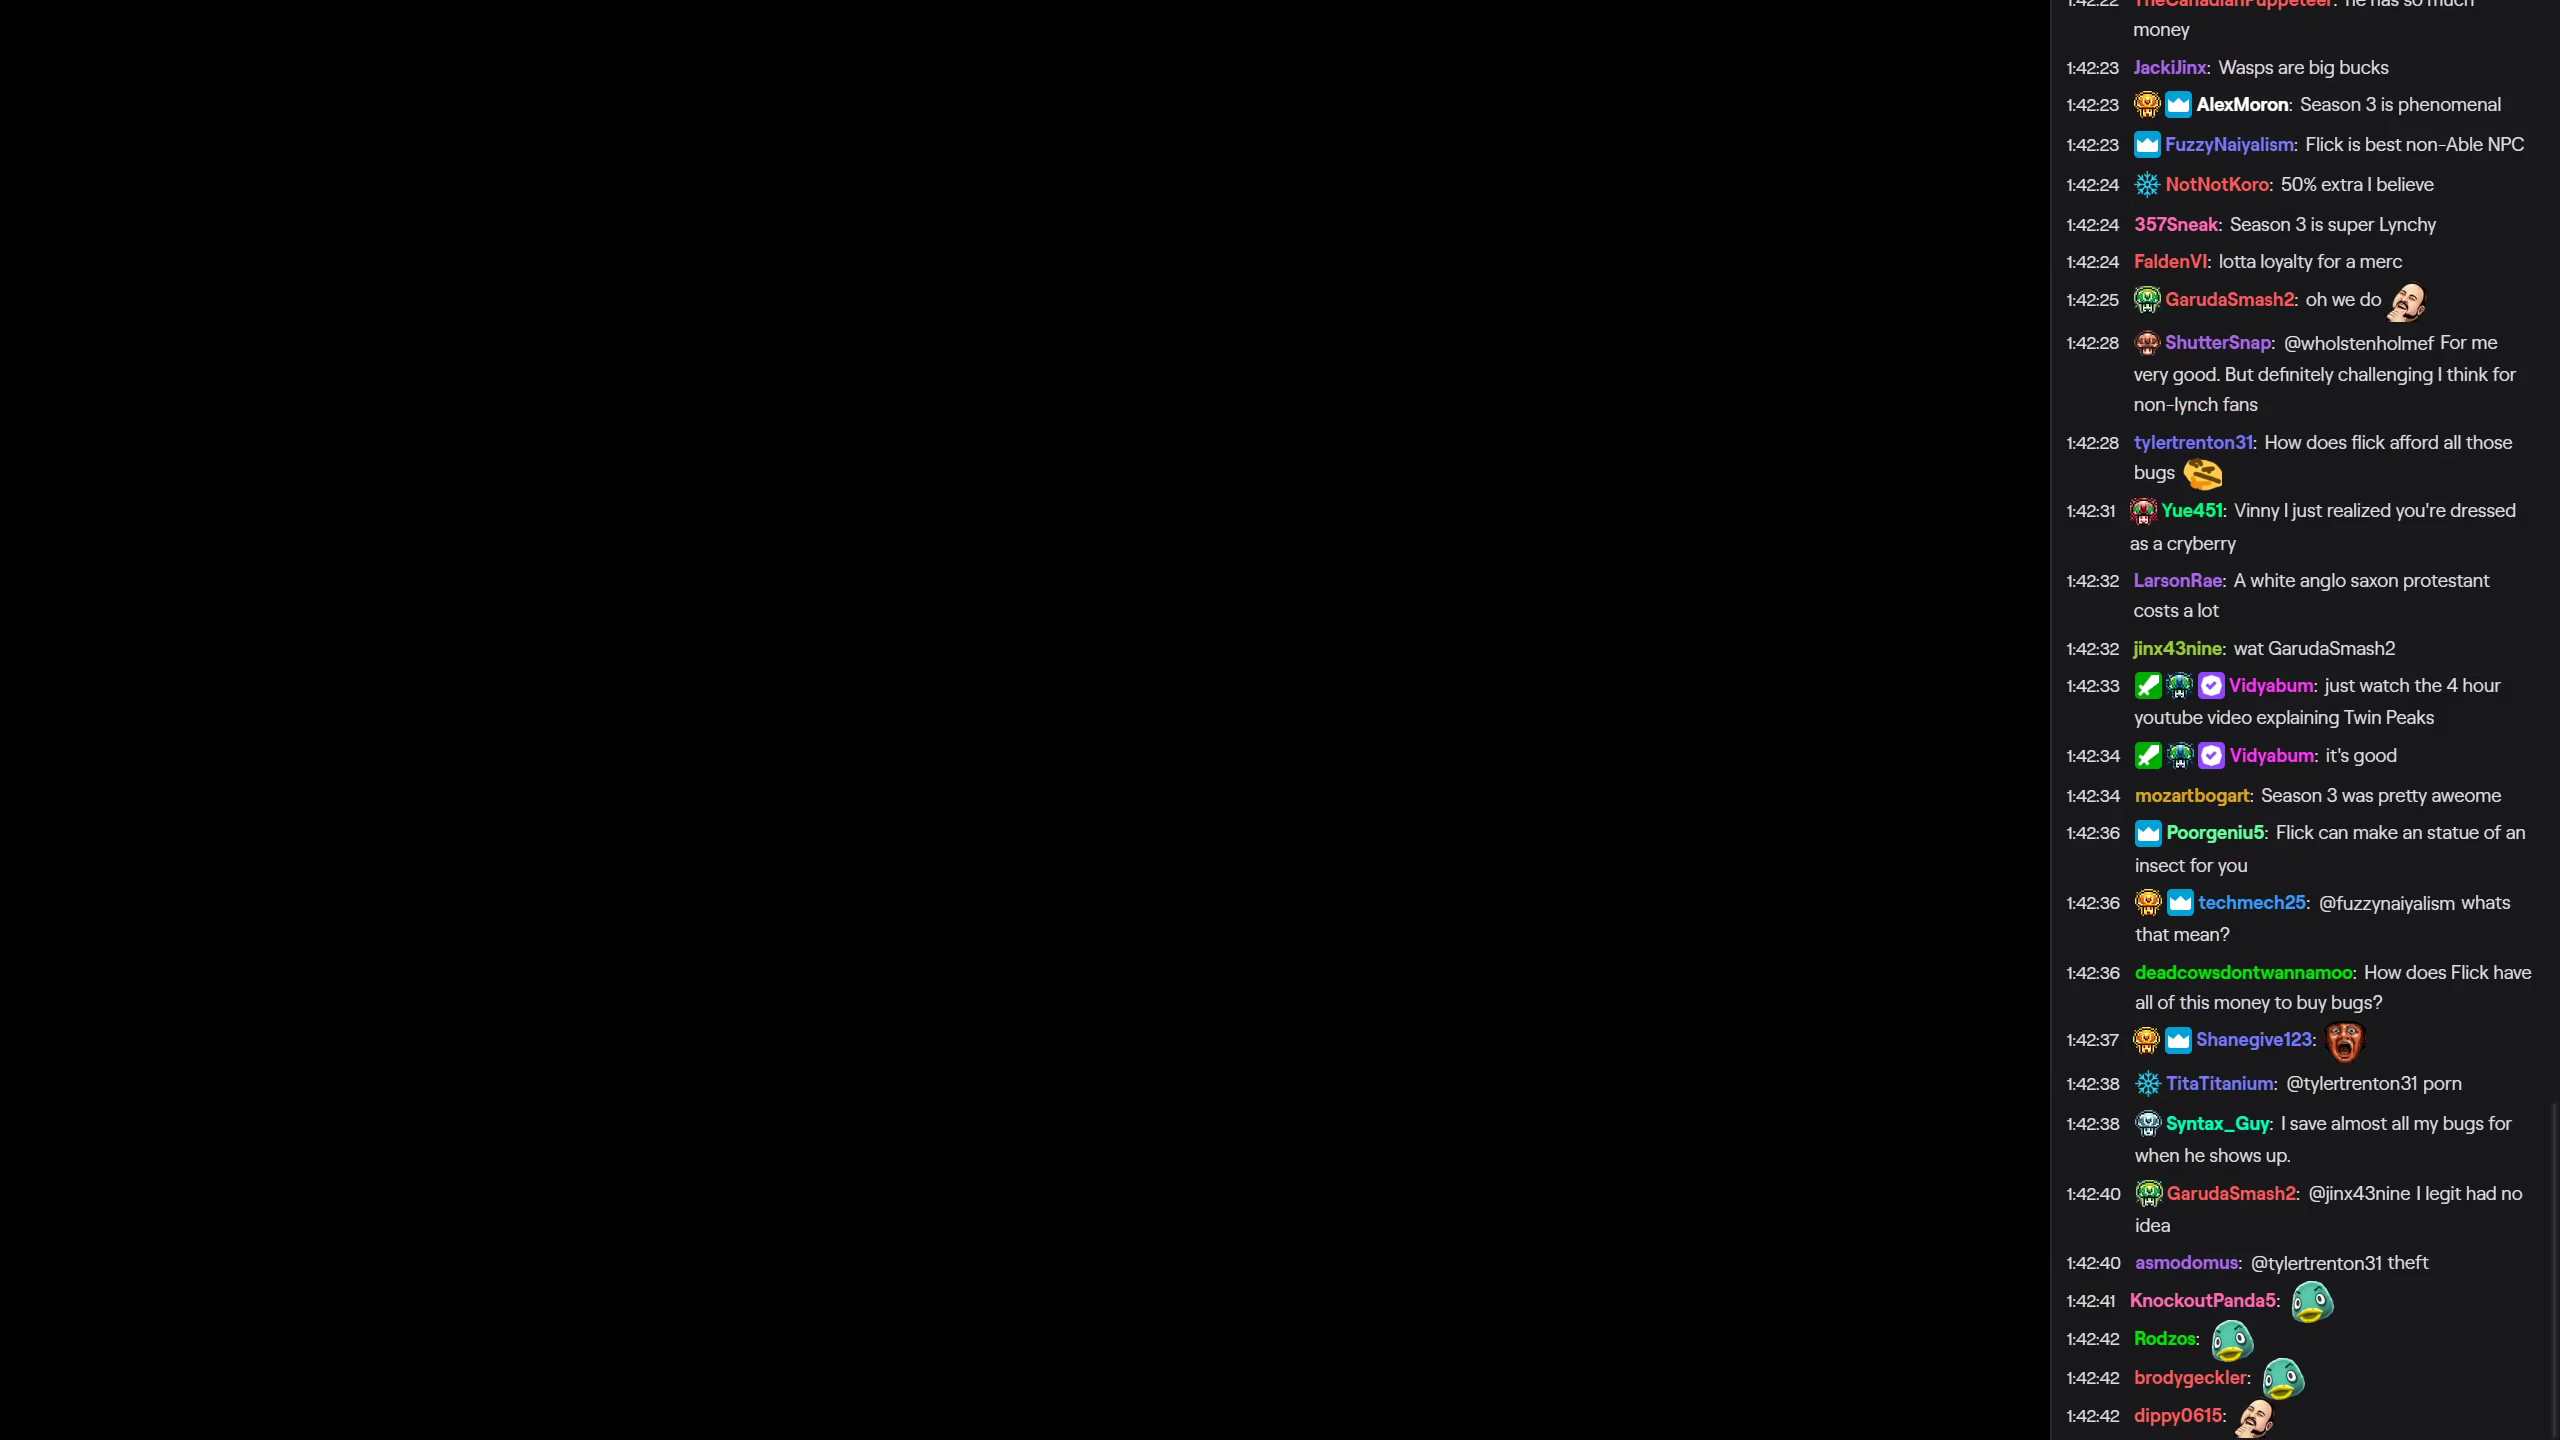 1:42:22 TheCanadianPuppeteer: he has so much
money
1:42:23 JackiJinx: Wasps are big bucks
1:42:23 AlexMoron: Season 3 is phenomenal
1:42:23 FuzzyNaiyalism: Flick is best non-Able NPC
1:42:24 NotNotKoro: 50% extra I believe
1:42:24 357Sneak: Season 3 is super Lynchy
1:42:24 FaldenVI: lotta loyalty for a merc
1:42:25 GarudaSmash2: oh we do
1:42:28 ShutterSnap: @wholstenholmef For me
very good. But definitely challenging I think for
non-lynch fans
1:42:28 tylertrenton31: How does flick afford all those
bugs
1:42:31 Yue451: Vinny I just realized you're dressed
as a cryberry
1:42:32 LarsonRae: A white anglo saxon protestant
costs a lot
1:42:32 jinx43nine: wat GarudaSmash2
1:42:33 Vidyabum: just watch the 4 hour
youtube video explaining Twin Peaks
1:42:34 Vidyabum: it's good
1:42:34 mozartbogart: Season 3 was pretty aweome
1:42:36 Poorgeniu5: Flick can make an statue of an
insect for you
1:42:36 techmech25: @fuzzynaiyalism whats
that mean?
1:42:36 deadcowsdontwannamoo: How does Flick have
all of this money to buy bugs?
1:42:37 Shanegive123:
1:42:38 TitaTitanium: @tylertrenton31 porn
1:42:38 Syntax_Guy: I save almost all my bugs for
when he shows up.
1:42:40 GarudaSmash2: @jinx43nine I legit had no
idea
1:42:40 asmodomus: @tylertrenton31 theft
1:42:41 KnockoutPanda5:
1:42:42 Rodzos:
1:42:42 brodygeckler:
1:42:42 dippy0615: